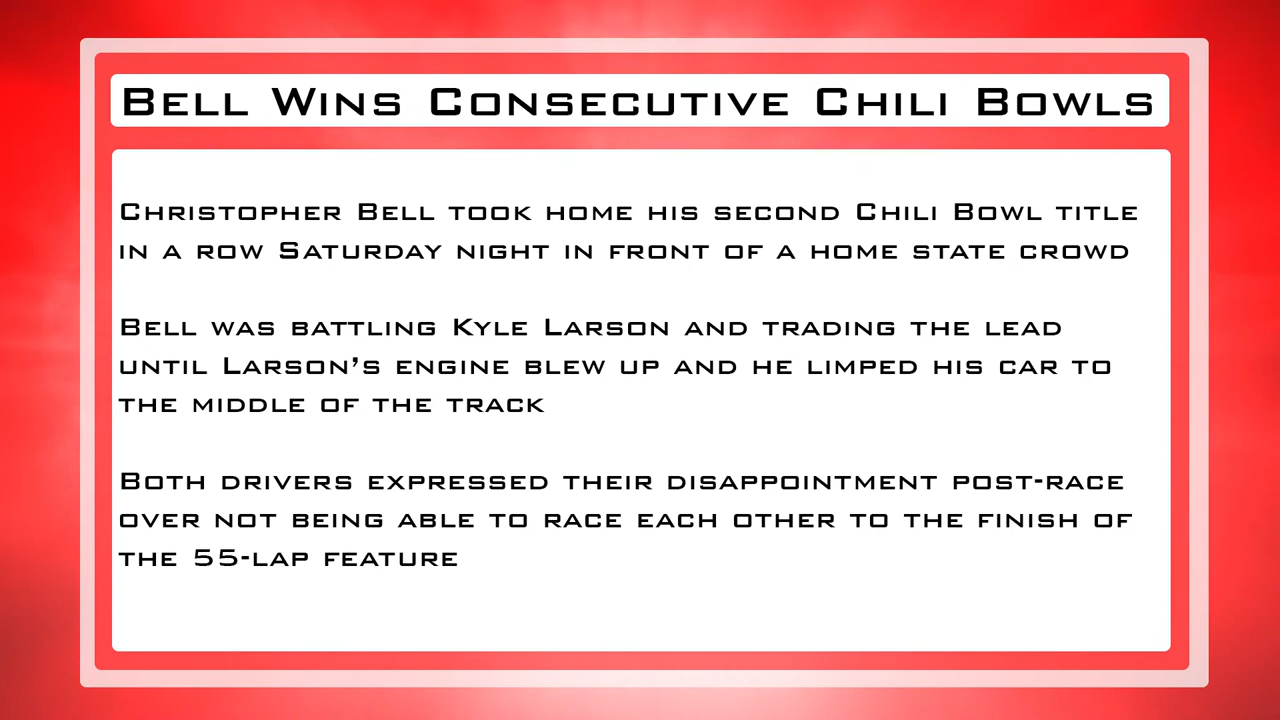 Bell Wins Consecutive Chili Bowls
Christopher Bell took home his second Chili Bowl title
in a row Saturday night in front of a home state crowd
Bell was battling Kyle Larson and trading the lead
until Larson’s engine blew up and he limped his car to
the middle of the track
Both drivers expressed their disappointment post-race
over not being able to race each other to the finish of
the 55-lap feature